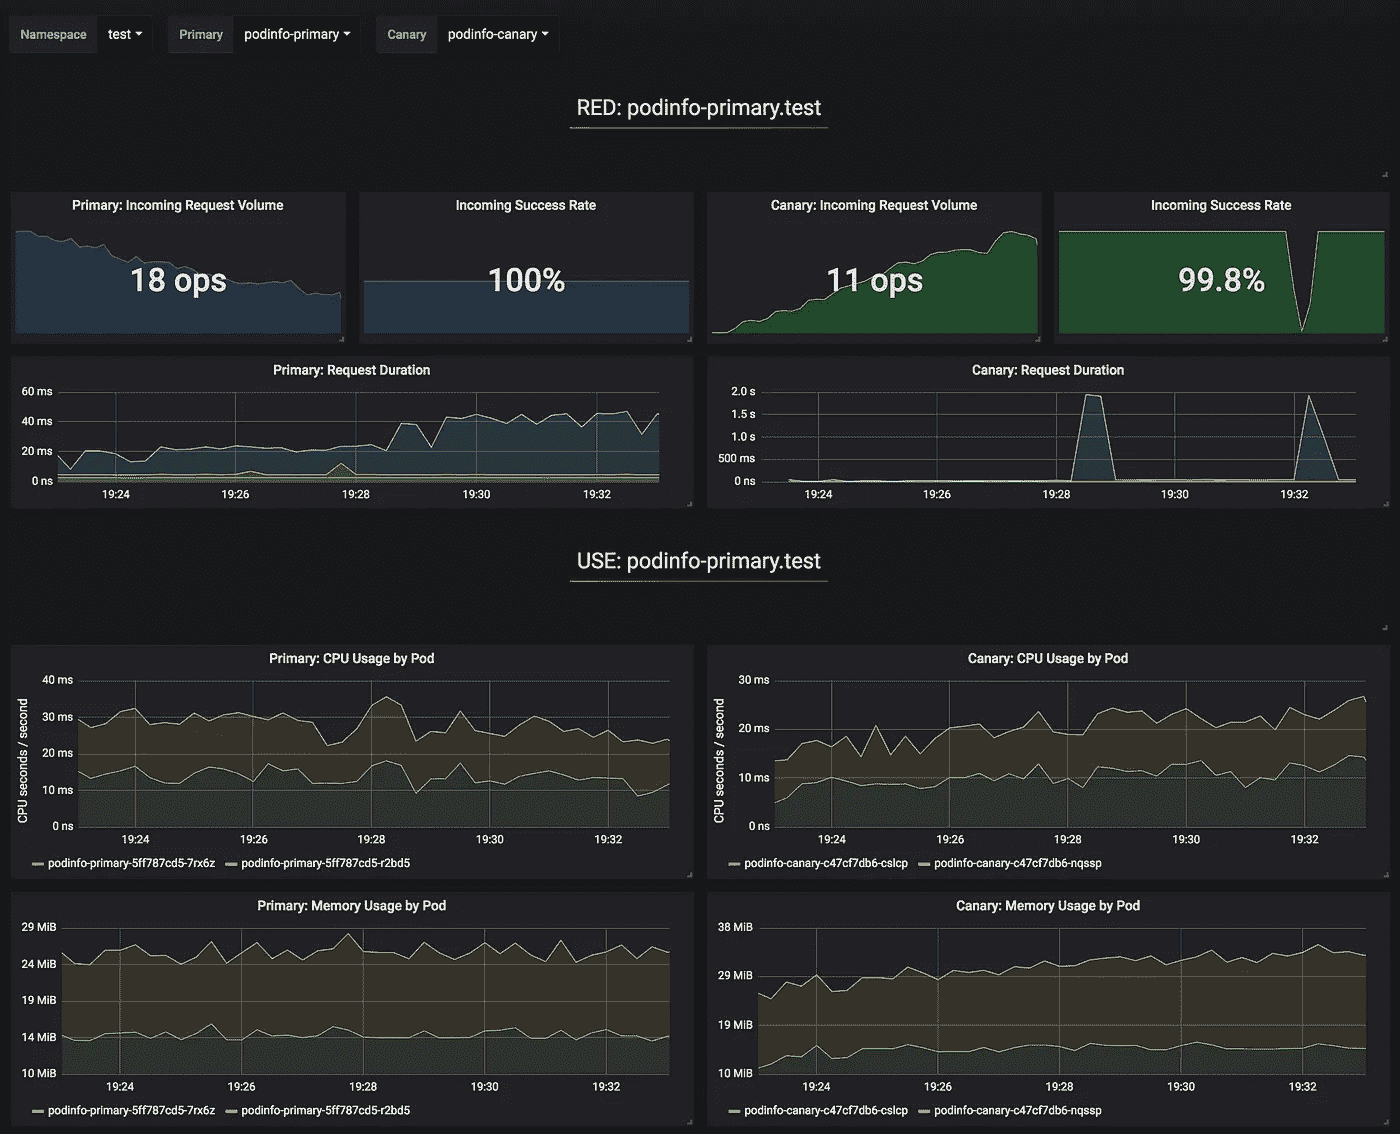 Namespace test Primary podinfo-primary Canary podinfo-canary
RED: podinfo-primary.test
Primary: Incoming Request Volume
18 ops
Incoming Success Rate
100%
Canary: Incoming Request Volume
11 ops
Incoming Success Rate
99.8%
Primary: Request Duration
60 ms
40 ms
20 ms
0 ns
19:24 19:26 19:28 19:30 19:32
Canary: Request Duration
2.0 s
1.5 s
1.0 s
500 ms
0 ns
19:24 19:26 19:28 19:30 19:32
USE: podinfo-primary.test
Primary: CPU Usage by Pod
CPU seconds / second
40 ms
30 ms
20 ms
10 ms
0 ns
19:24 19:26 19:28 19:30 19:32
podinfo-primary-5ff787cd5-7rx6z podinfo-primary-5ff787cd5-r2bd5
Canary: CPU Usage by Pod
CPU seconds / second
30 ms
20 ms
10 ms
0 ns
19:24 19:26 19:28 19:30 19:32
podinfo-canary-c47cf7db6-cslcp podinfo-canary-c47cf7db6-nqssp
Primary: Memory Usage by Pod
29 MiB
24 MiB
19 MiB
14 MiB
10 MiB
19:24 19:26 19:28 19:30 19:32
podinfo-primary-5ff787cd5-7rx6z podinfo-primary-5ff787cd5-r2bd5
Canary: Memory Usage by Pod
38 MiB
29 MiB
19 MiB
10 MiB
19:24 19:26 19:28 19:30 19:32
podinfo-canary-c47cf7db6-cslcp podinfo-canary-c47cf7db6-nqssp